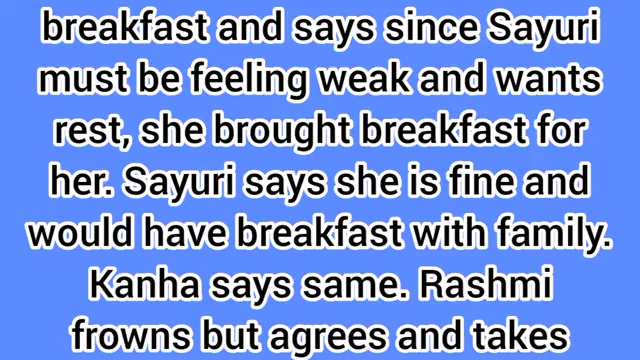 breakfast and says since Sayuri
must be feeling weak and wants
rest, she brought breakfast for
her. Sayuri says she is fine and
would have breakfast with family.
Kanha says same. Rashmi
frowns but agrees and takes